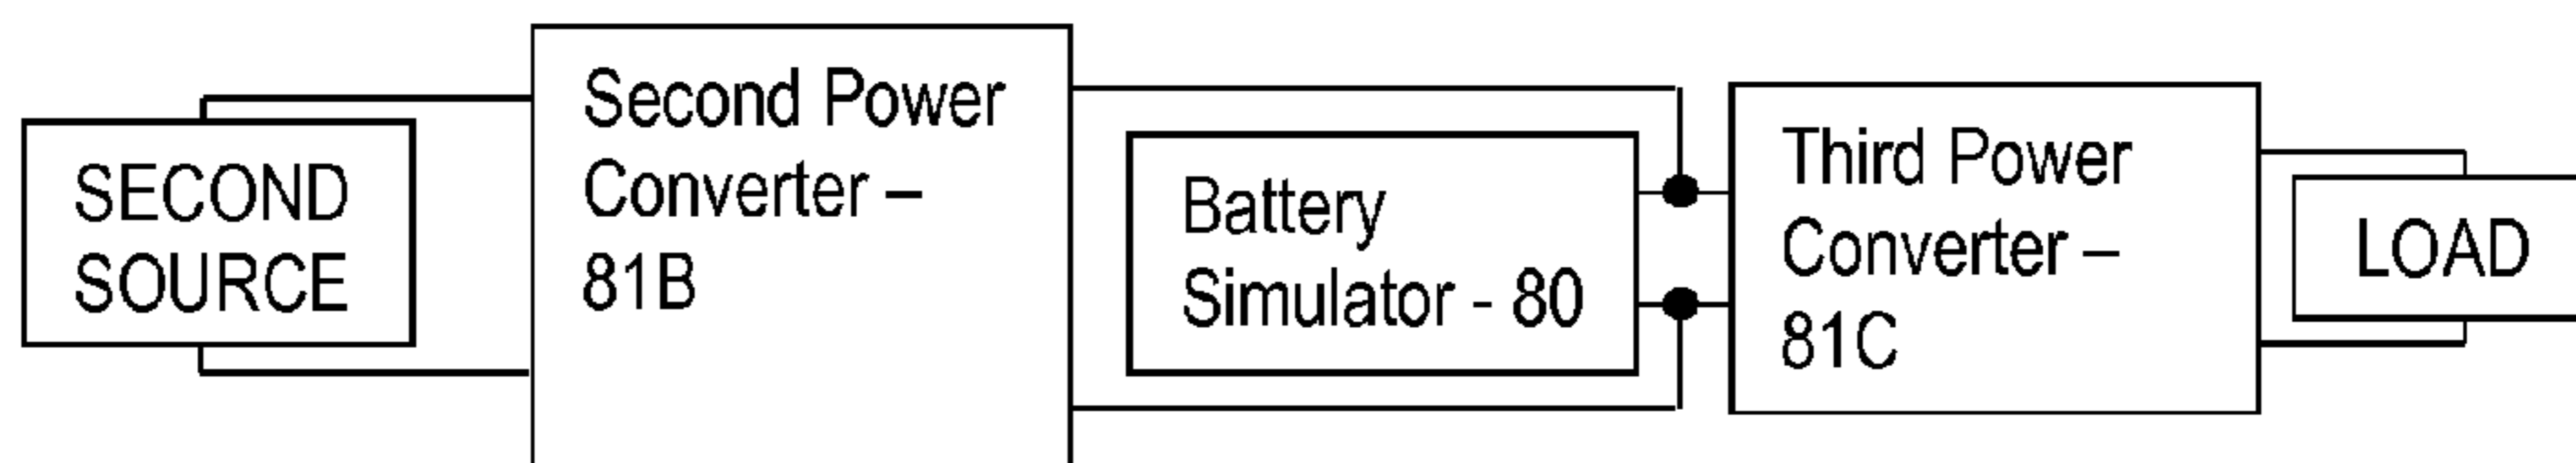 SECOND
SOURCE
Second Power
Converter –
81B
Battery
Simulator - 80
Third Power
Converter –
81C
LOAD